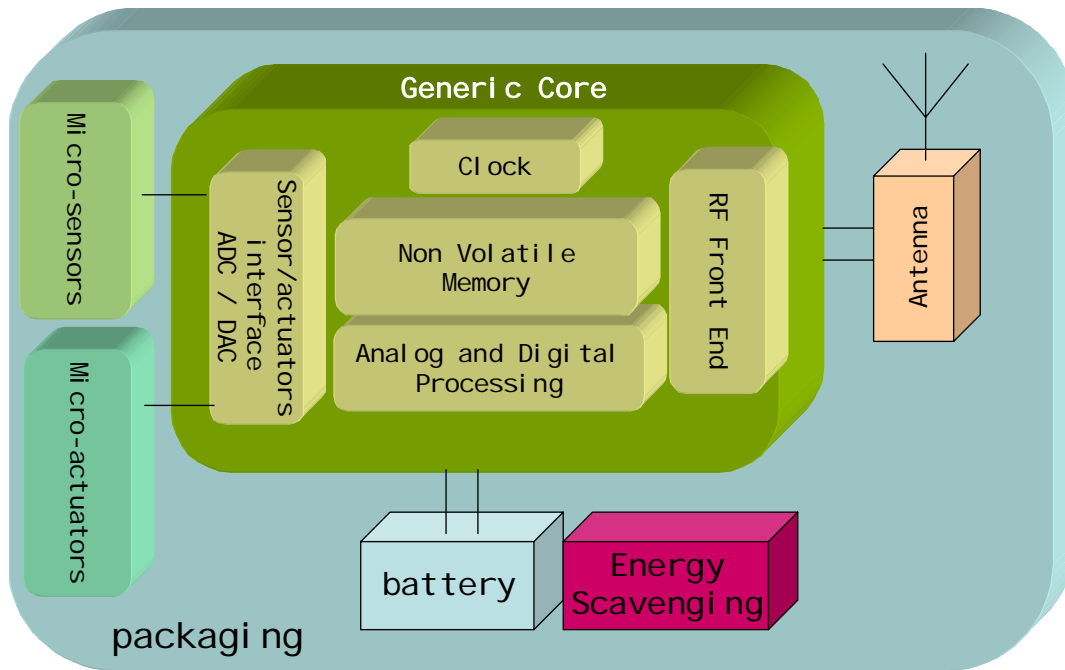 Generic Core
Micro-sensors
Sensor/actuators
interface
ADC / DAC
Clock
Non Volatile
Memory
Analog and Digital
Processing
RF Front End
Antenna
Micro-actuators
battery
Energy
Scavenging
packaging